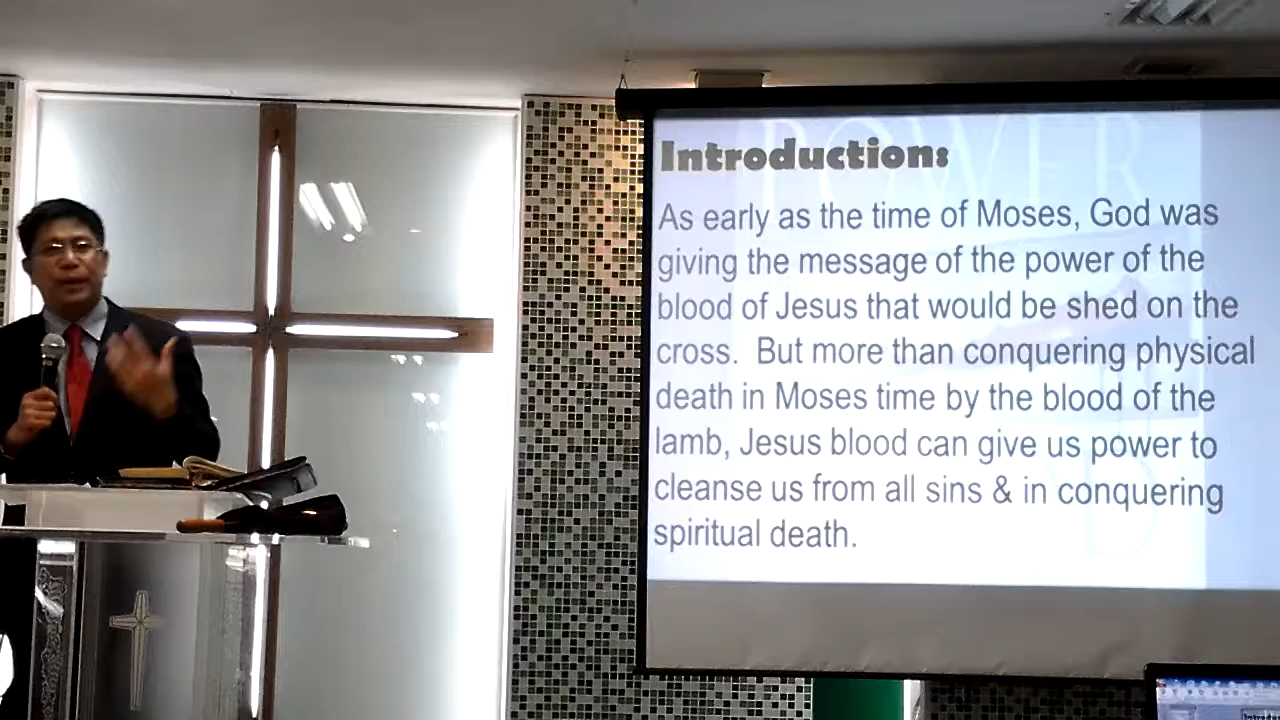 Introduction:
As early as the time of Moses, God was
giving the message of the power of the
blood of Jesus that would be shed on the
cross. But more than conquering physical
death in Moses time by the blood of the
lamb, Jesus blood can give us power to
cleanse us from all sins & in conquering
spiritual death.
POWER